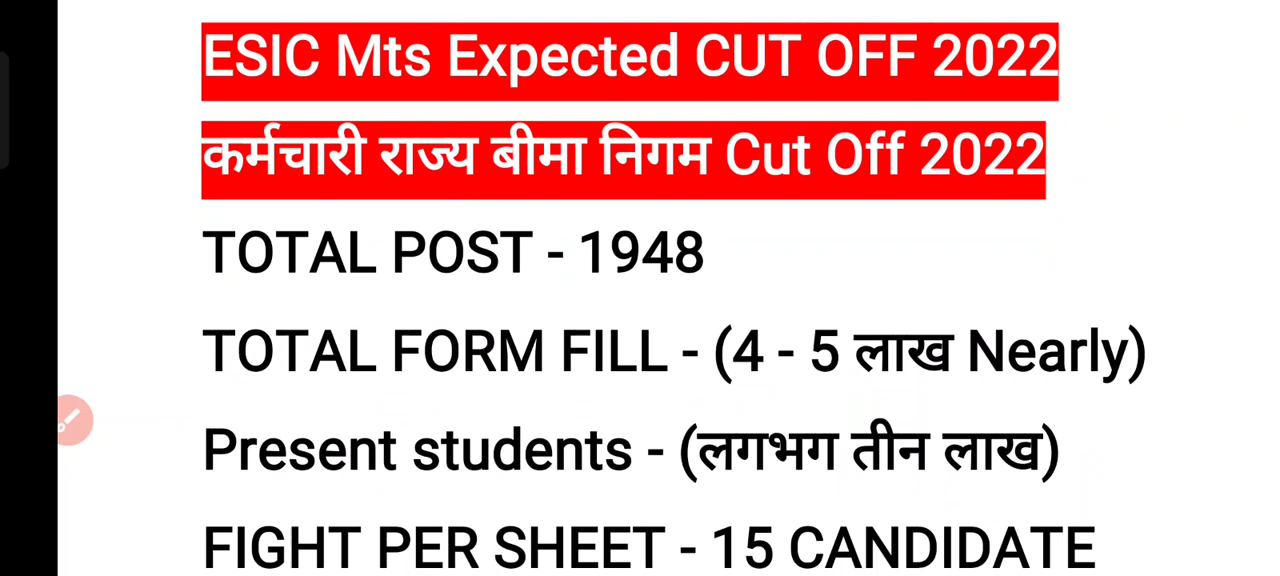 ESIC Mts Expected CUT OFF 2022
कर्मचारी राज्य बीमा निगम Cut Off 2022
TOTAL POST - 1948
TOTAL FORM FILL - (4 - 5 लाख Nearly)
Present students - (लगभग तीन लाख)
FIGHT PER SHEET - 15 CANDIDATE